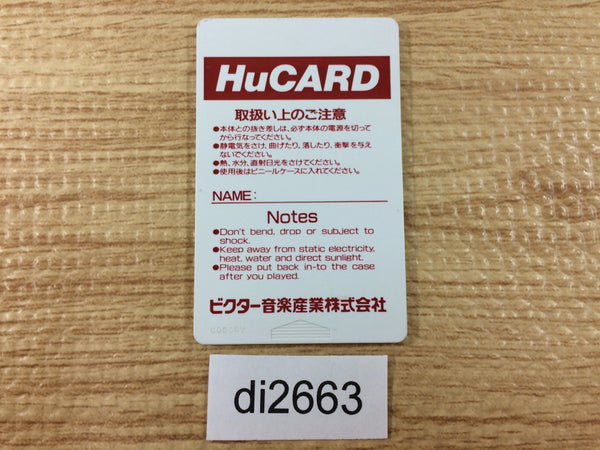 HuCARD
取扱い上のご注意
●本体との抜き差しは、必ず本体の電源を切って
から行なってください。
●静電気をさけ、曲げたり、落したり、衝撃を与え
ないでください。
●熱、水分、直射日光をさけてください。
●使用後はビニールケースに入れてください。
NAME:
Notes
●Don't bend, drop or subject to
shock.
●Keep away from static electricity,
heat, water and direct sunlight.
●Please put back in-to the case
after you played.
ビクター音楽産業株式会社
di2663